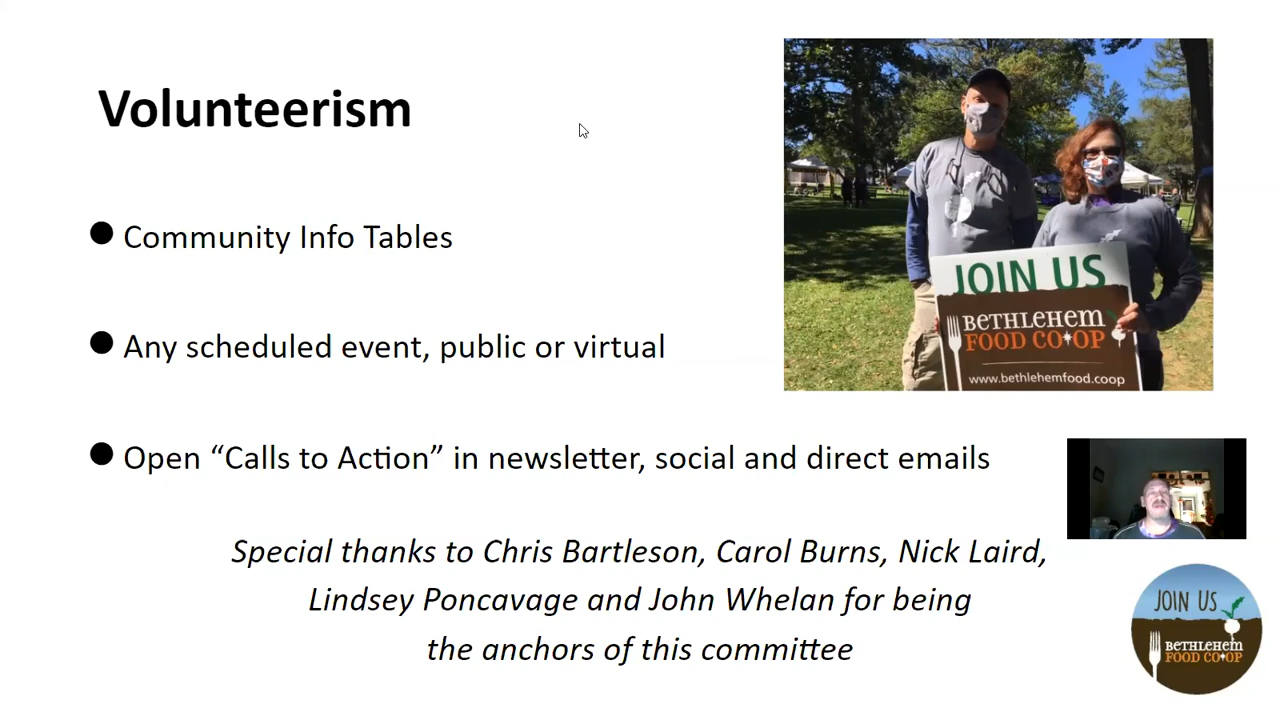 Volunteerism
Community Info Tables
Any scheduled event, public or virtual
Open “Calls to Action” in newsletter, social and direct emails
Special thanks to Chris Bartleson, Carol Burns, Nick Laird,
Lindsey Poncavage and John Whelan for being
the anchors of this committee
JOIN US
BETHLEHEM
FOOD CO•OP
www.bethlehemfood.coop
JOIN US
BETHLEHEM
FOOD CO•OP